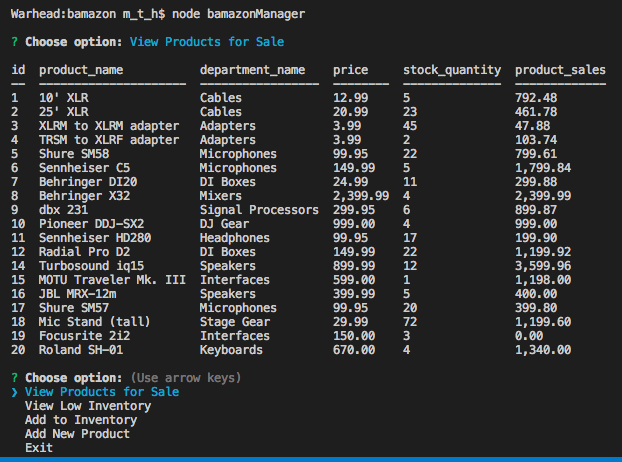 Warhead:bamazon m_t_h$ node bamazonManager
? Choose option: View Products for Sale
id product_name department_name price stock_quantity product_sales
1 10' XLR Cables 12.99 5 792.48
2 25' XLR Cables 20.99 23 461.78
3 XLRM to XLRM adapter Adapters 3.99 45 47.88
4 TRSM to XLRF adapter Adapters 3.99 2 103.74
5 Shure SM58 Microphones 99.95 22 799.61
6 Sennheiser C5 Microphones 149.99 5 1,799.84
7 Behringer DI20 DI Boxes 24.99 11 299.88
8 Behringer X32 Mixers 2,399.99 4 2,399.99
9 dbx 231 Signal Processors 299.95 6 899.87
10 Pioneer DDJ-SX2 DJ Gear 999.00 4 999.00
11 Sennheiser HD280 Headphones 99.95 17 199.90
12 Radial Pro D2 DI Boxes 149.99 22 1,199.92
14 Turbosound iq15 Speakers 899.99 12 3,599.96
15 MOTU Traveler Mk. III Interfaces 599.00 1 1,198.00
16 JBL MRX-12m Speakers 399.99 5 400.00
17 Shure SM57 Microphones 99.95 20 399.80
18 Mic Stand (tall) Stage Gear 29.99 72 1,199.60
19 Focusrite 2i2 Interfaces 150.00 3 0.00
20 Roland SH-01 Keyboards 670.00 4 1,340.00
? Choose option: (Use arrow keys)
❯ View Products for Sale
View Low Inventory
Add to Inventory
Add New Product
Exit